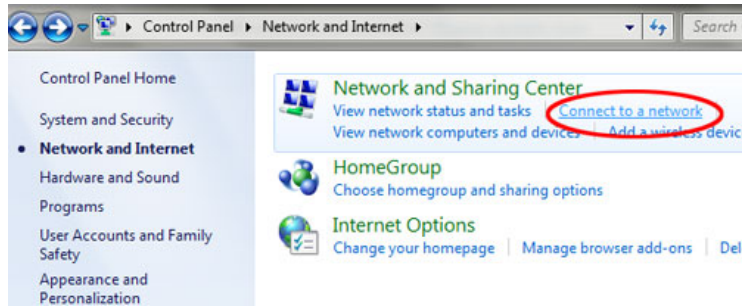 Control Panel ▸ Network and Internet ▸
Search
Control Panel Home
System and Security
Network and Internet
Hardware and Sound
Programs
User Accounts and Family
Safety
Appearance and
Personalization
Network and Sharing Center
View network status and tasks | Connect to a network
View network computers and devices | Add a wireless devic
HomeGroup
Choose homegroup and sharing options
Internet Options
Change your homepage | Manage browser add-ons | Del